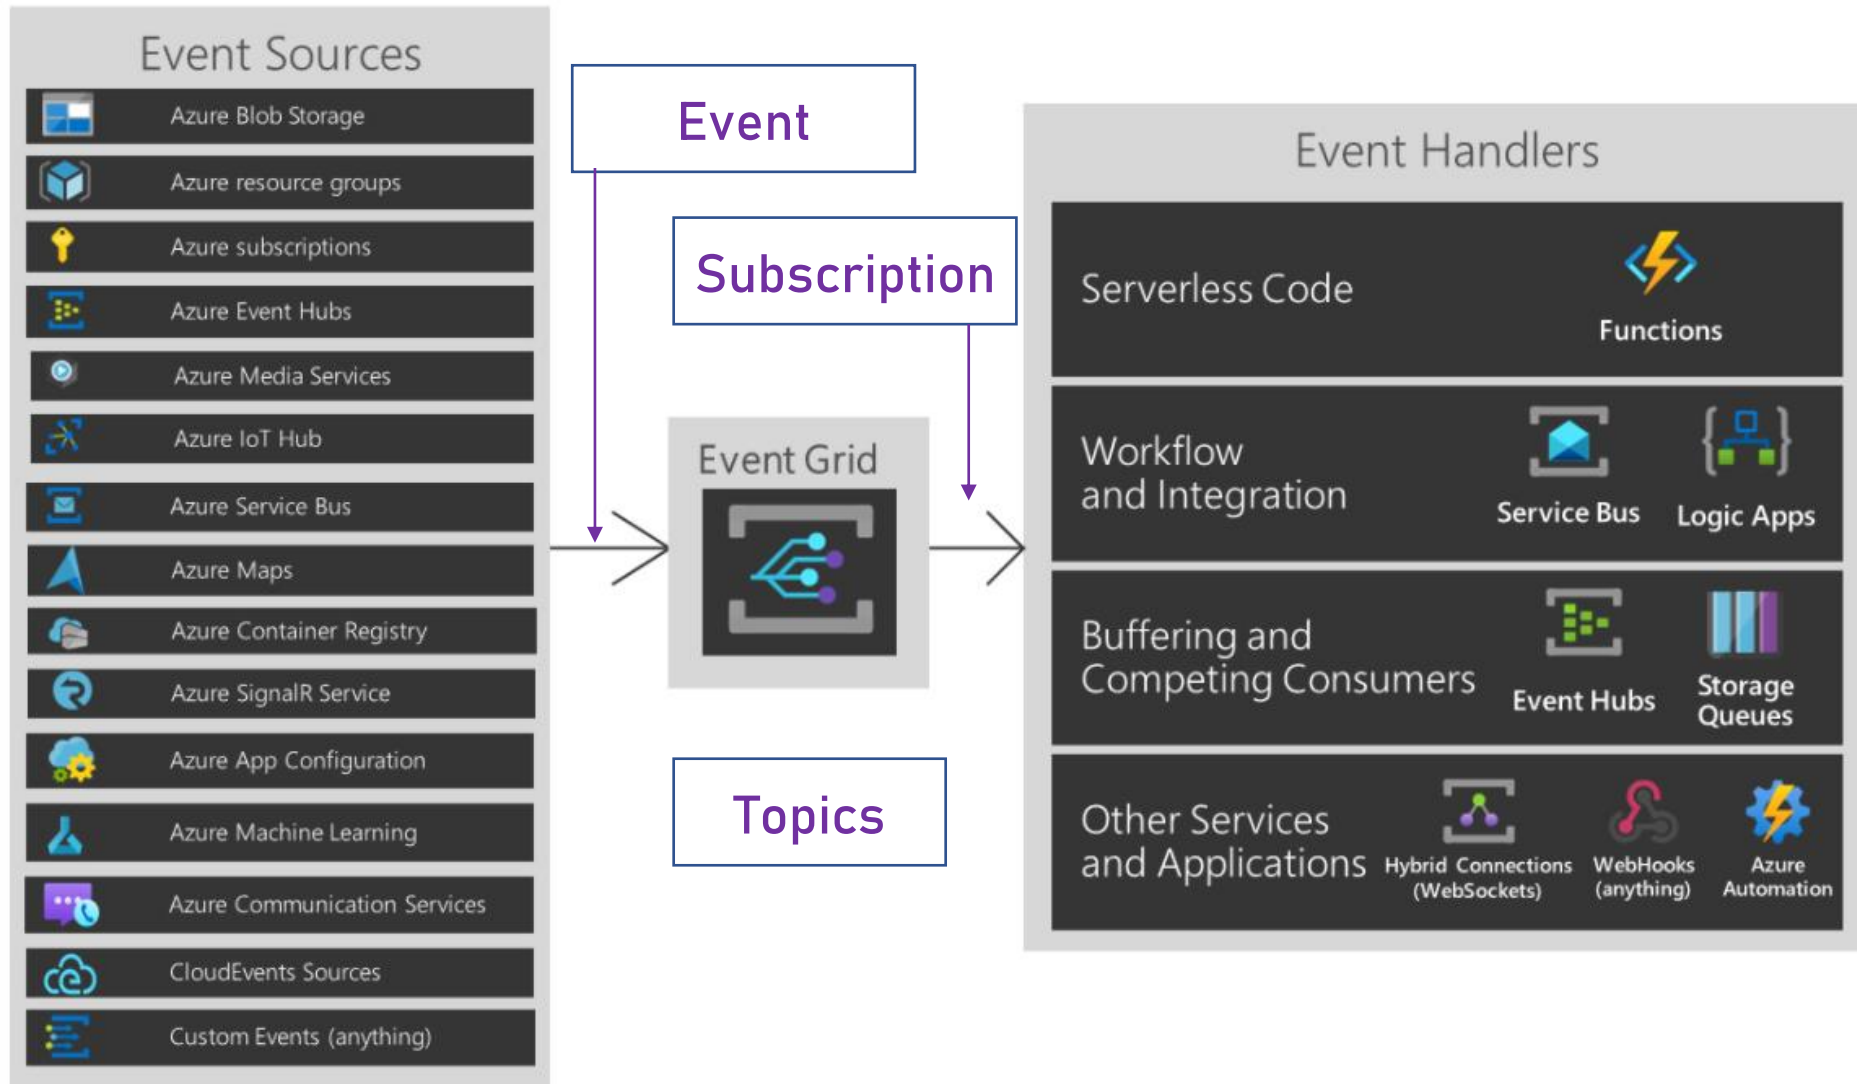 Event Sources
Azure Blob Storage
Azure resource groups
Azure subscriptions
Azure Event Hubs
Azure Media Services
Azure IoT Hub
Azure Service Bus
Azure Maps
Azure Container Registry
Azure SignalR Service
Azure App Configuration
Azure Machine Learning
Azure Communication Services
CloudEvents Sources
Custom Events (anything)
Event
Subscription
Event Grid
Topics
Event Handlers
Serverless Code
Functions
Workflow
and Integration
Service Bus
Logic Apps
Buffering and
Competing Consumers
Event Hubs
Storage
Queues
Other Services
and Applications
Hybrid Connections
(WebSockets)
WebHooks
(anything)
Azure
Automation